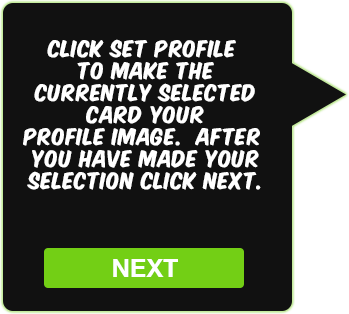 CLICK SET PROFILE
TO MAKE THE
CURRENTLY SELECTED
CARD YOUR
PROFILE IMAGE. AFTER
YOU HAVE MADE YOUR
SELECTION CLICK NEXT.
NEXT